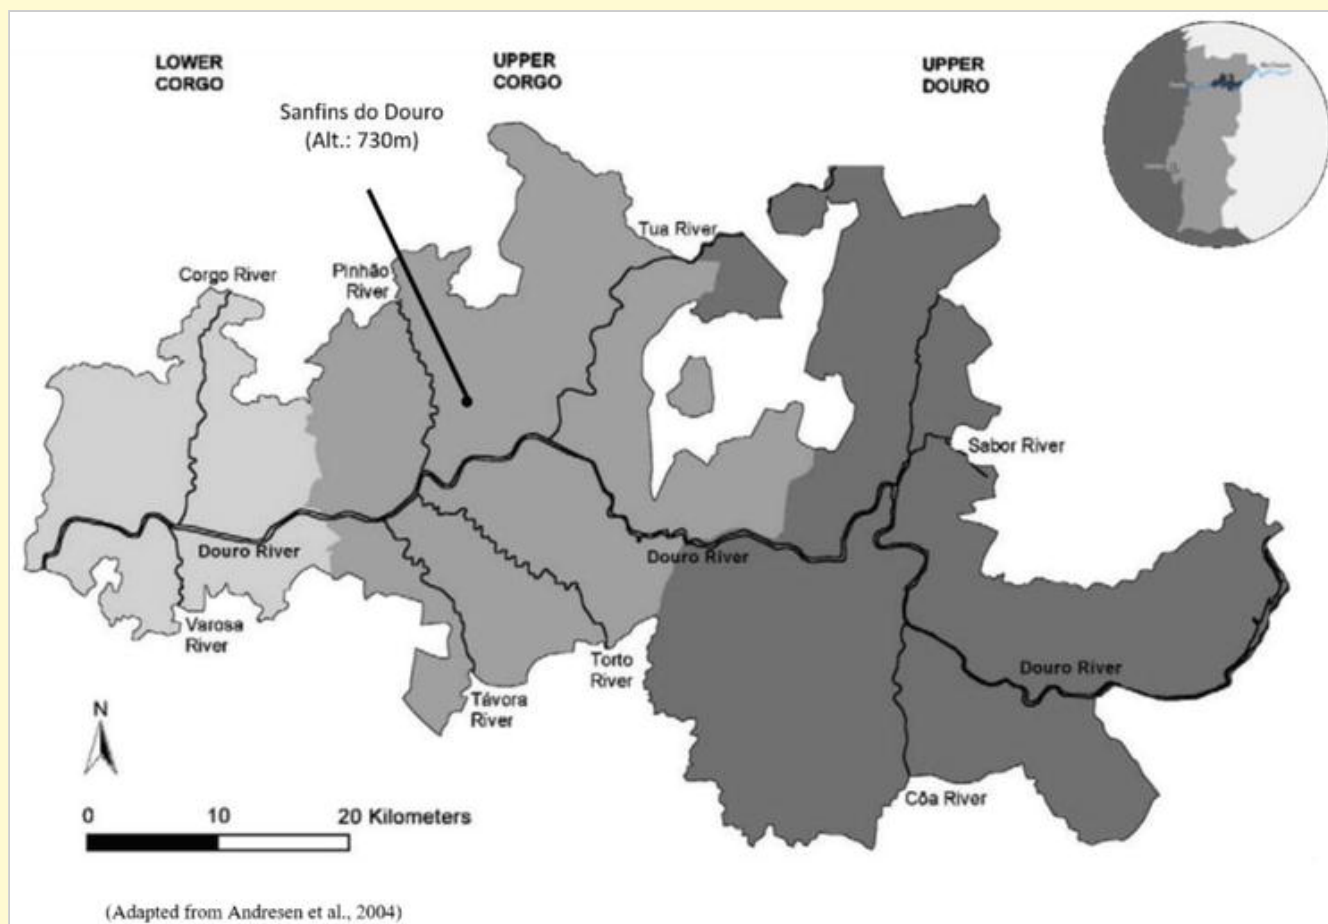 LOWER
CORGO
UPPER
CORGO
UPPER
DOURO
Sanfins do Douro
(Alt.: 730m)
Tua River
Corgo River
Pinhão
River
Sabor River
Douro River
Douro River
Varosa
River
Torto
River
Douro River
Távora
River
Côa River
N
0 10 20 Kilometers
(Adapted from Andresen et al., 2004)